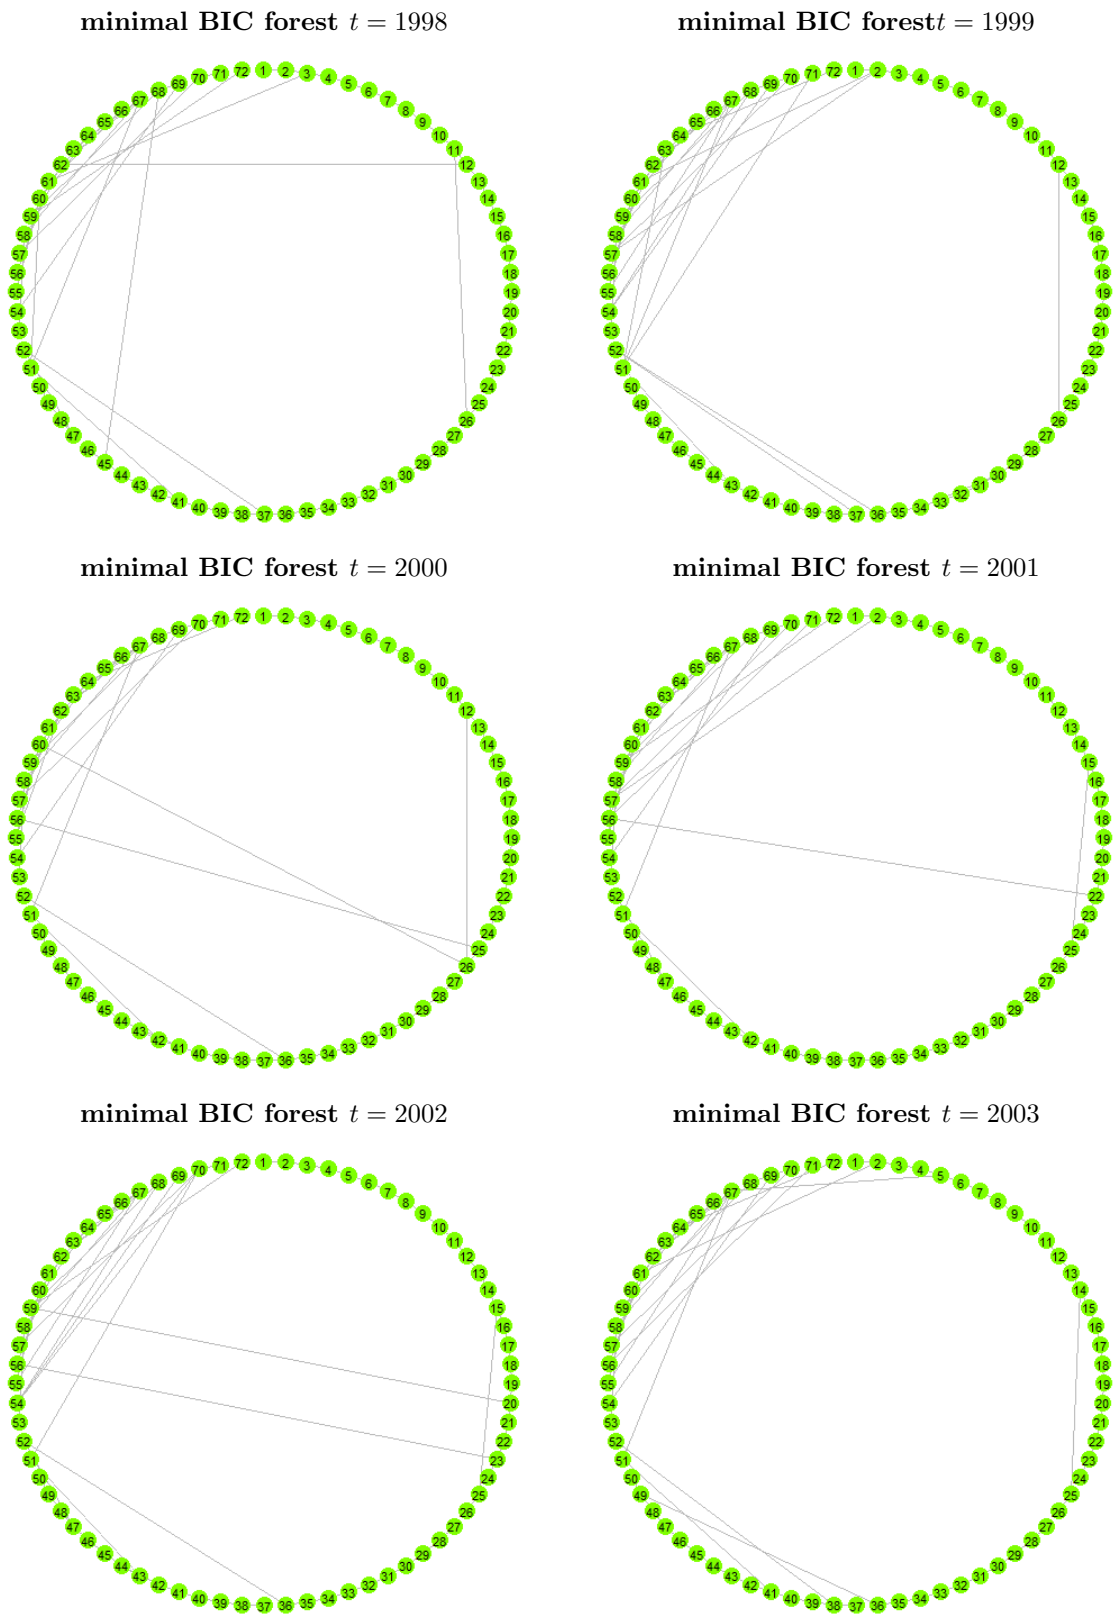 minimal BIC forest t = 1998
1 2 3 4 5 6 7 8 9 10 11 12 13 14 15 16 17 18 19 20 21 22 23 24 25 26 27 28 29 30 31 32 33 34 35 36 37 38 39 40 41 42 43 44 45 46 47 48 49 50 51 52 53 54 55 56 57 58 59 60 61 62 63 64 65 66 67 68 69 70 71 72
minimal BIC forestt = 1999
1 2 3 4 5 6 7 8 9 10 11 12 13 14 15 16 17 18 19 20 21 22 23 24 25 26 27 28 29 30 31 32 33 34 35 36 37 38 39 40 41 42 43 44 45 46 47 48 49 50 51 52 53 54 55 56 57 58 59 60 61 62 63 64 65 66 67 68 69 70 71 72
minimal BIC forest t = 2000
1 2 3 4 5 6 7 8 9 10 11 12 13 14 15 16 17 18 19 20 21 22 23 24 25 26 27 28 29 30 31 32 33 34 35 36 37 38 39 40 41 42 43 44 45 46 47 48 49 50 51 52 53 54 55 56 57 58 59 60 61 62 63 64 65 66 67 68 69 70 71 72
minimal BIC forest t = 2001
1 2 3 4 5 6 7 8 9 10 11 12 13 14 15 16 17 18 19 20 21 22 23 24 25 26 27 28 29 30 31 32 33 34 35 36 37 38 39 40 41 42 43 44 45 46 47 48 49 50 51 52 53 54 55 56 57 58 59 60 61 62 63 64 65 66 67 68 69 70 71 72
minimal BIC forest t = 2002
1 2 3 4 5 6 7 8 9 10 11 12 13 14 15 16 17 18 19 20 21 22 23 24 25 26 27 28 29 30 31 32 33 34 35 36 37 38 39 40 41 42 43 44 45 46 47 48 49 50 51 52 53 54 55 56 57 58 59 60 61 62 63 64 65 66 67 68 69 70 71 72
minimal BIC forest t = 2003
1 2 3 4 5 6 7 8 9 10 11 12 13 14 15 16 17 18 19 20 21 22 23 24 25 26 27 28 29 30 31 32 33 34 35 36 37 38 39 40 41 42 43 44 45 46 47 48 49 50 51 52 53 54 55 56 57 58 59 60 61 62 63 64 65 66 67 68 69 70 71 72